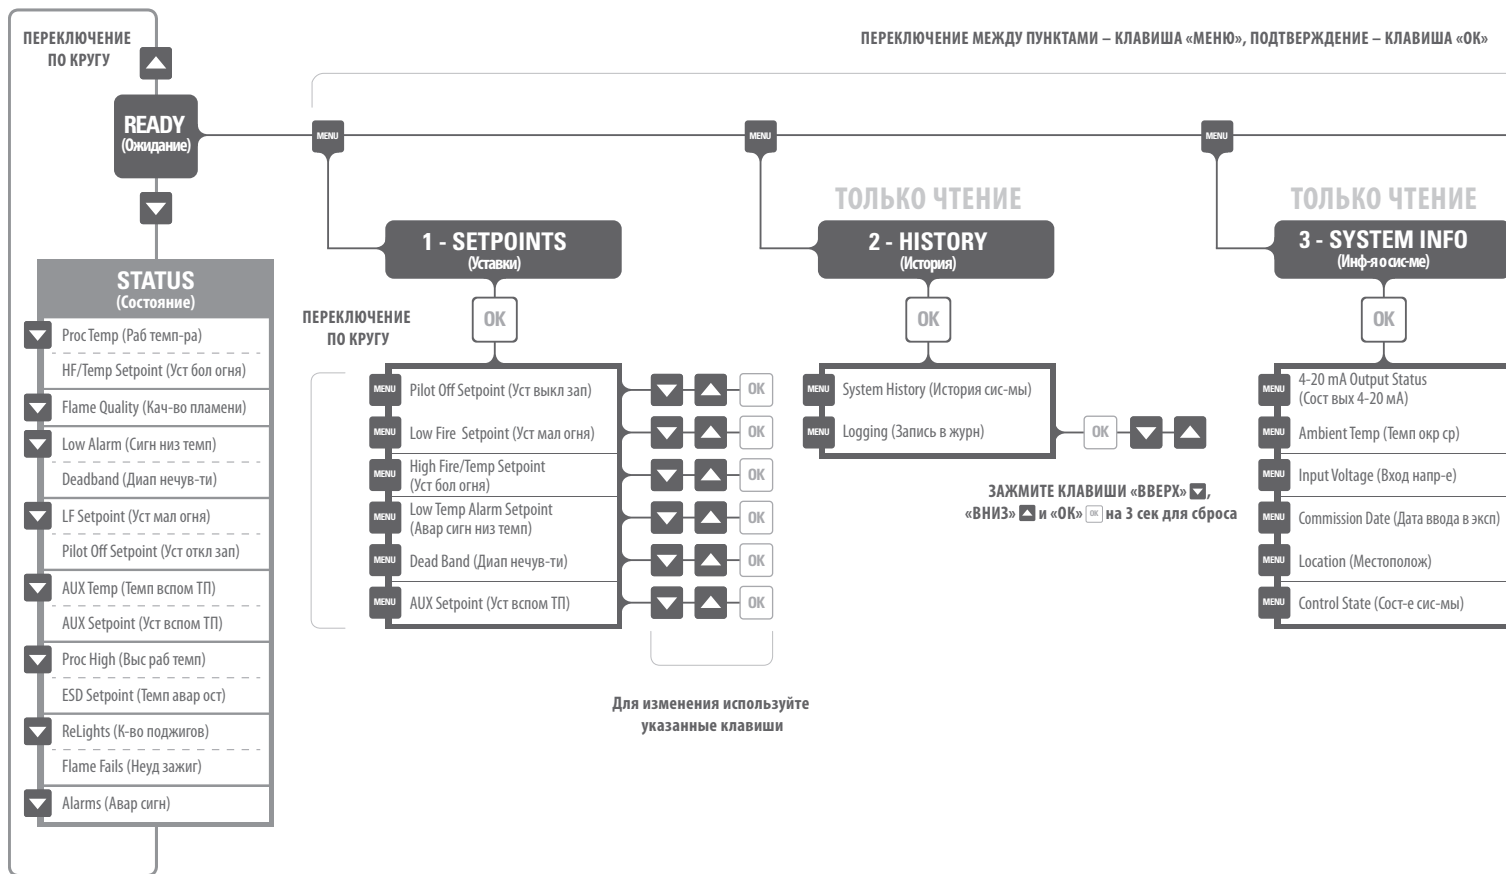 ПЕРЕКЛЮЧЕНИЕ
ПО КРУГУ
ПЕРЕКЛЮЧЕНИЕ МЕЖДУ ПУНКТАМИ – КЛАВИША «МЕНЮ», ПОДТВЕРЖДЕНИЕ – КЛАВИША «ОК»
READY
(Ожидание)
MENU
MENU
MENU
STATUS
(Состояние)
Proc Temp (Раб темп-ра)
HF/Temp Setpoint (Уст бол огня)
Flame Quality (Кач-во пламени)
Low Alarm (Сигн низ темп)
Deadband (Диап нечув-ти)
LF Setpoint (Уст мал огня)
Pilot Off Setpoint (Уст откл зап)
AUX Temp (Темп вспом ТП)
AUX Setpoint (Уст вспом ТП)
Proc High (Выс раб темп)
ESD Setpoint (Темп авар ост)
ReLights (К-во поджигов)
Flame Fails (Неуд зажиг)
Alarms (Авар сигн)
1 - SETPOINTS
(Уставки)
OK
ПЕРЕКЛЮЧЕНИЕ
ПО КРУГУ
MENU Pilot Off Setpoint (Уст выкл зап) OK
MENU Low Fire Setpoint (Уст мал огня) OK
MENU High Fire/Temp Setpoint
(Уст бол огня) OK
MENU Low Temp Alarm Setpoint
(Авар сигн низ темп) OK
MENU Dead Band (Диап нечув-ти) OK
MENU AUX Setpoint (Уст вспом ТП) OK
Для изменения используйте
указанные клавиши
ТОЛЬКО ЧТЕНИЕ
2 - HISTORY
(История)
OK
MENU System History (История сис-мы)
MENU Logging (Запись в журн) OK
ЗАЖМИТЕ КЛАВИШИ «ВВЕРХ» ,
«ВНИЗ» и «ОК» OK на 3 сек для сброса
ТОЛЬКО ЧТЕНИЕ
3 - SYSTEM INFO
(Инф-я о сис-ме)
OK
MENU 4-20 mA Output Status
(Сост вых 4-20 мА)
MENU Ambient Temp (Темп окр ср)
MENU Input Voltage (Вход напр-е)
MENU Commission Date (Дата ввода в эксп)
MENU Location (Местополож)
MENU Control State (Сост-е сис-мы)